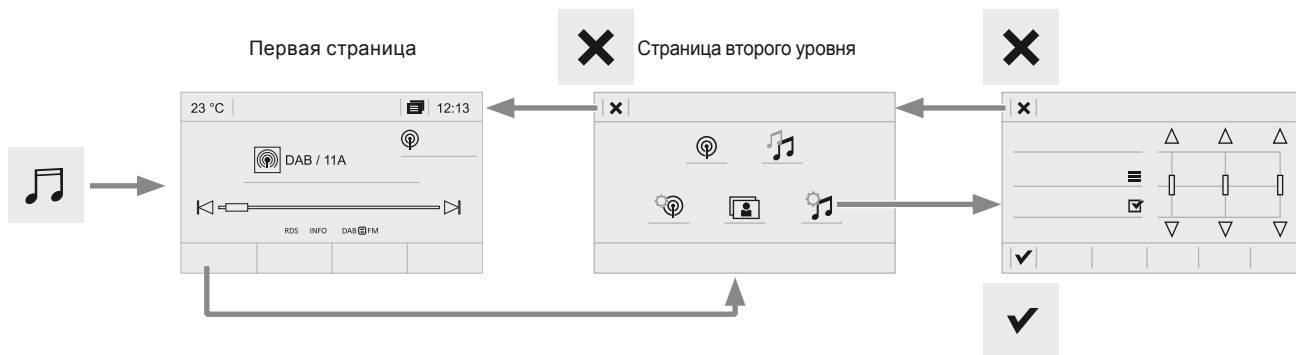 Первая страница
Страница второго уровня
23 °C
12:13
DAB / 11A
RDS INFO DAB FM